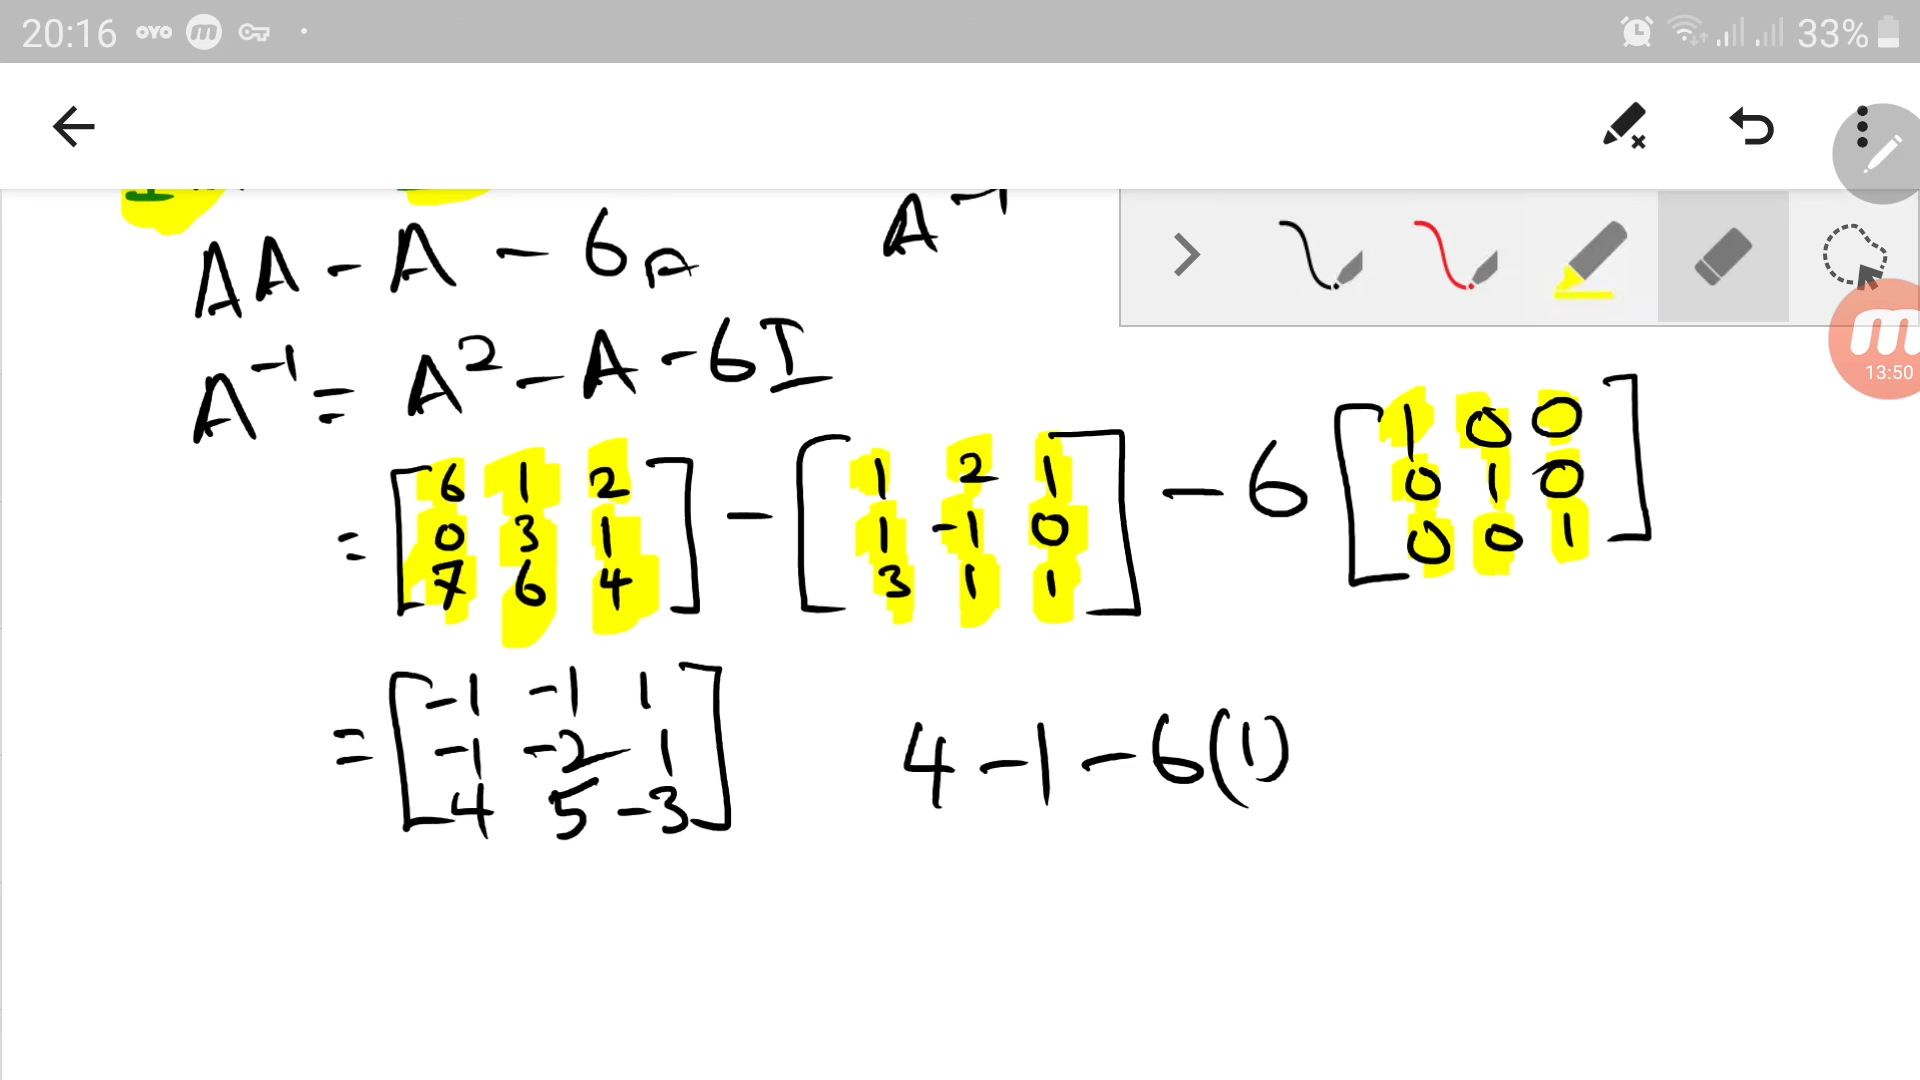 20:16 OYO m 33%
AA - A - 6A A⁻¹
A⁻¹ = A² - A - 6I
m
13:50
= [6 1 2] - [1 2 1] - 6 [1 0 0]
0 3 1 1 -1 0 0 1 0
7 6 4 3 1 1 0 0 1
= [-1 -1 1]
-1 -2 1 4 - 1 - 6(1)
4 5 -3